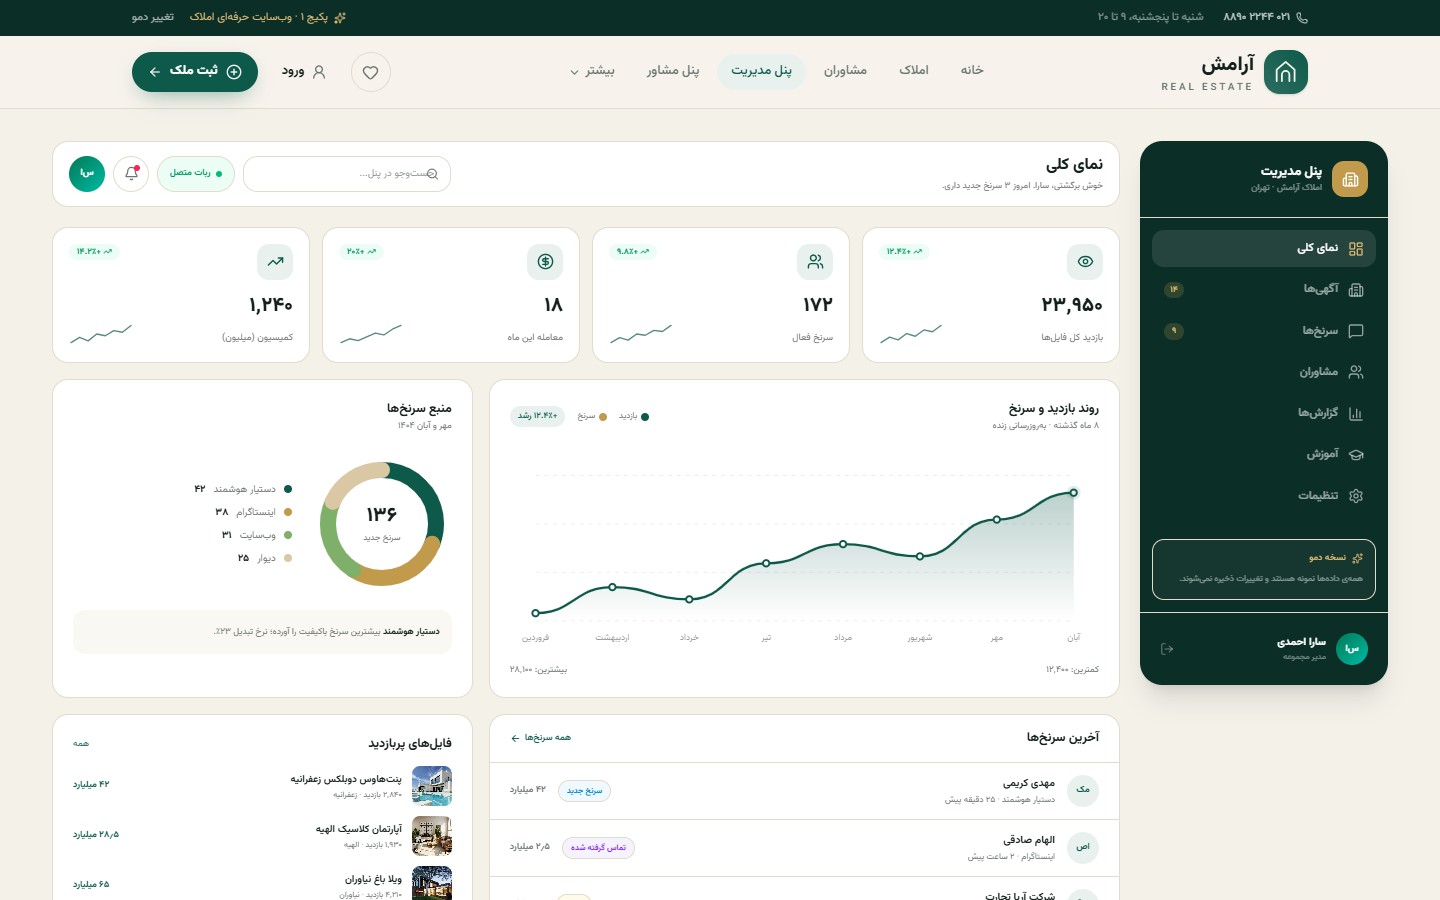 ۰۲۱ ۲۲۴۴ ۸۸۹۰
شنبه تا پنجشنبه، ۹ تا ۲۰
پکیج ۱ · وب‌سایت حرفه‌ای املاک
تغییر دمو
آرامش
REAL ESTATE
خانه
املاک
مشاوران
پنل مدیریت
پنل مشاور
بیشتر
ورود
ثبت ملک
پنل مدیریت
املاک آرامش · تهران
نمای کلی
آگهی‌ها
۱۴
سرنخ‌ها
۹
مشاوران
گزارش‌ها
آموزش
تنظیمات
نسخه دمو
همه‌ی داده‌ها نمونه هستند و تغییرات ذخیره نمی‌شوند.
سا
سارا احمدی
مدیر مجموعه
نمای کلی
خوش برگشتی، سارا. امروز ۳ سرنخ جدید داری.
جست‌وجو در پنل...
ربات متصل
سا
+۱۲.۴٪
۲۳,۹۵۰
بازدید کل فایل‌ها
+۹.۸٪
۱۷۲
سرنخ فعال
+۲۰٪
۱۸
معامله این ماه
+۱۴.۲٪
۱,۲۴۰
کمیسیون (میلیون)
روند بازدید و سرنخ
۸ ماه گذشته · به‌روزرسانی زنده
بازدید
سرنخ
+۱۲.۴٪ رشد
فروردین
اردیبهشت
خرداد
تیر
مرداد
شهریور
مهر
آبان
کمترین: ۱۲,۴۰۰
بیشترین: ۲۸,۱۰۰
منبع سرنخ‌ها
مهر و آبان ۱۴۰۴
۱۳۶
سرنخ جدید
دستیار هوشمند ۴۲
اینستاگرام ۳۸
وب‌سایت ۳۱
دیوار ۲۵
دستیار هوشمند بیشترین سرنخ باکیفیت را آورده؛ نرخ تبدیل ۲۳٪.
آخرین سرنخ‌ها
همه سرنخ‌ها
مک
مهدی کریمی
دستیار هوشمند · ۲۵ دقیقه پیش
سرنخ جدید
۴۲ میلیارد
اص
الهام صادقی
اینستاگرام · ۲ ساعت پیش
تماس گرفته شده
۲٫۵ میلیارد
شرکت آریا تجارت
فایل‌های پربازدید
همه
پنت‌هاوس دوبلکس زعفرانیه
۲,۸۴۰ بازدید · زعفرانیه
۴۲ میلیارد
آپارتمان کلاسیک الهیه
۱,۹۳۰ بازدید · الهیه
۲۸٫۵ میلیارد
ویلا باغ نیاوران
۴,۲۱۰ بازدید · نیاوران
۶۵ میلیارد